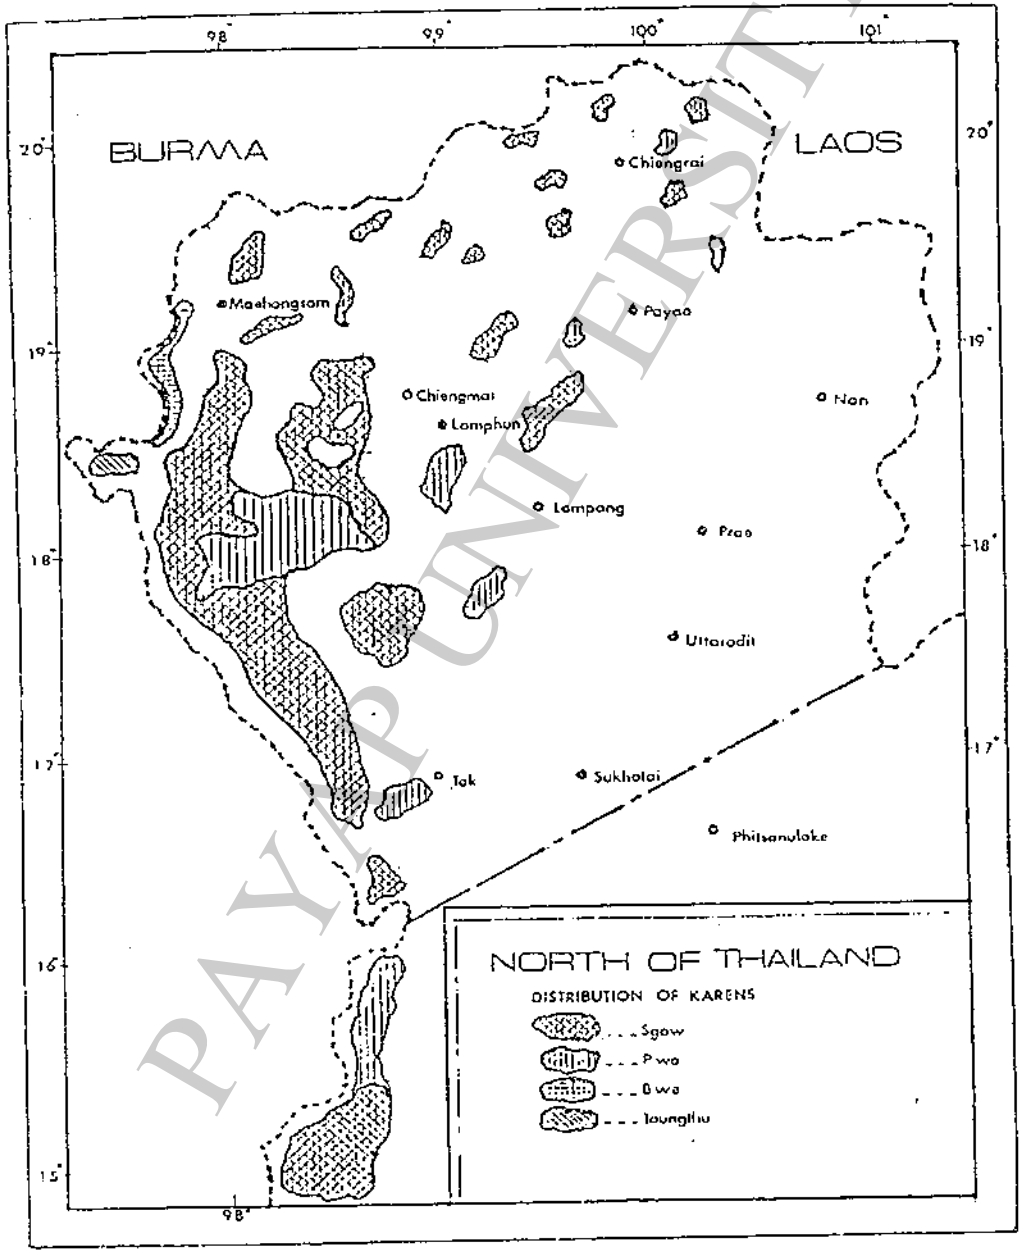 98°
99°
100°
101°
20°
BURMA
LAOS
20°
Chiengrai
Maehongsorn
Payao
19°
19°
Chiengmai
Nan
Lamphun
Lampang
Prae
18°
18°
Uttaradit
17°
17°
Tak
Sukhotai
Phitsanuloke
16°
NORTH OF THAILAND
DISTRIBUTION OF KARENS
Sgaw
Pwo
Bwe
Toungthu
15°
98°
PAYAP UNIVERSITY